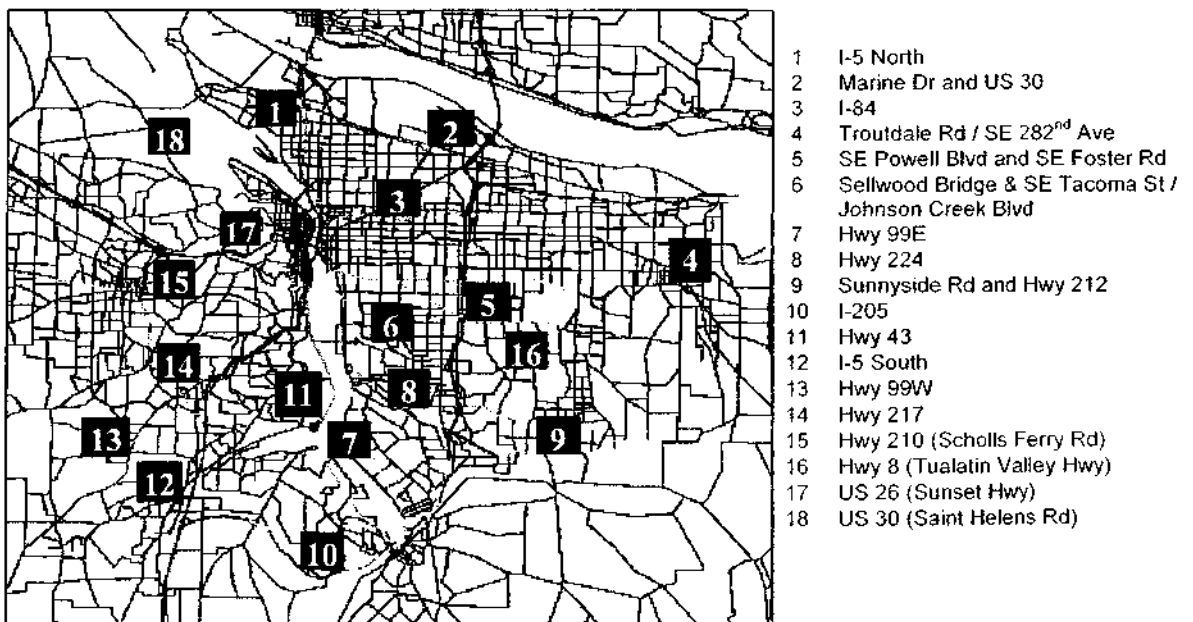 1
2
18
3
17
4
15
5
6
16
14
11
8
13
7
9
12
10
1 I-5 North
2 Marine Dr and US 30
3 I-84
4 Troutdale Rd / SE 282nd Ave
5 SE Powell Blvd and SE Foster Rd
6 Sellwood Bridge & SE Tacoma St /
Johnson Creek Blvd
7 Hwy 99E
8 Hwy 224
9 Sunnyside Rd and Hwy 212
10 I-205
11 Hwy 43
12 I-5 South
13 Hwy 99W
14 Hwy 217
15 Hwy 210 (Scholls Ferry Rd)
16 Hwy 8 (Tualatin Valley Hwy)
17 US 26 (Sunset Hwy)
18 US 30 (Saint Helens Rd)